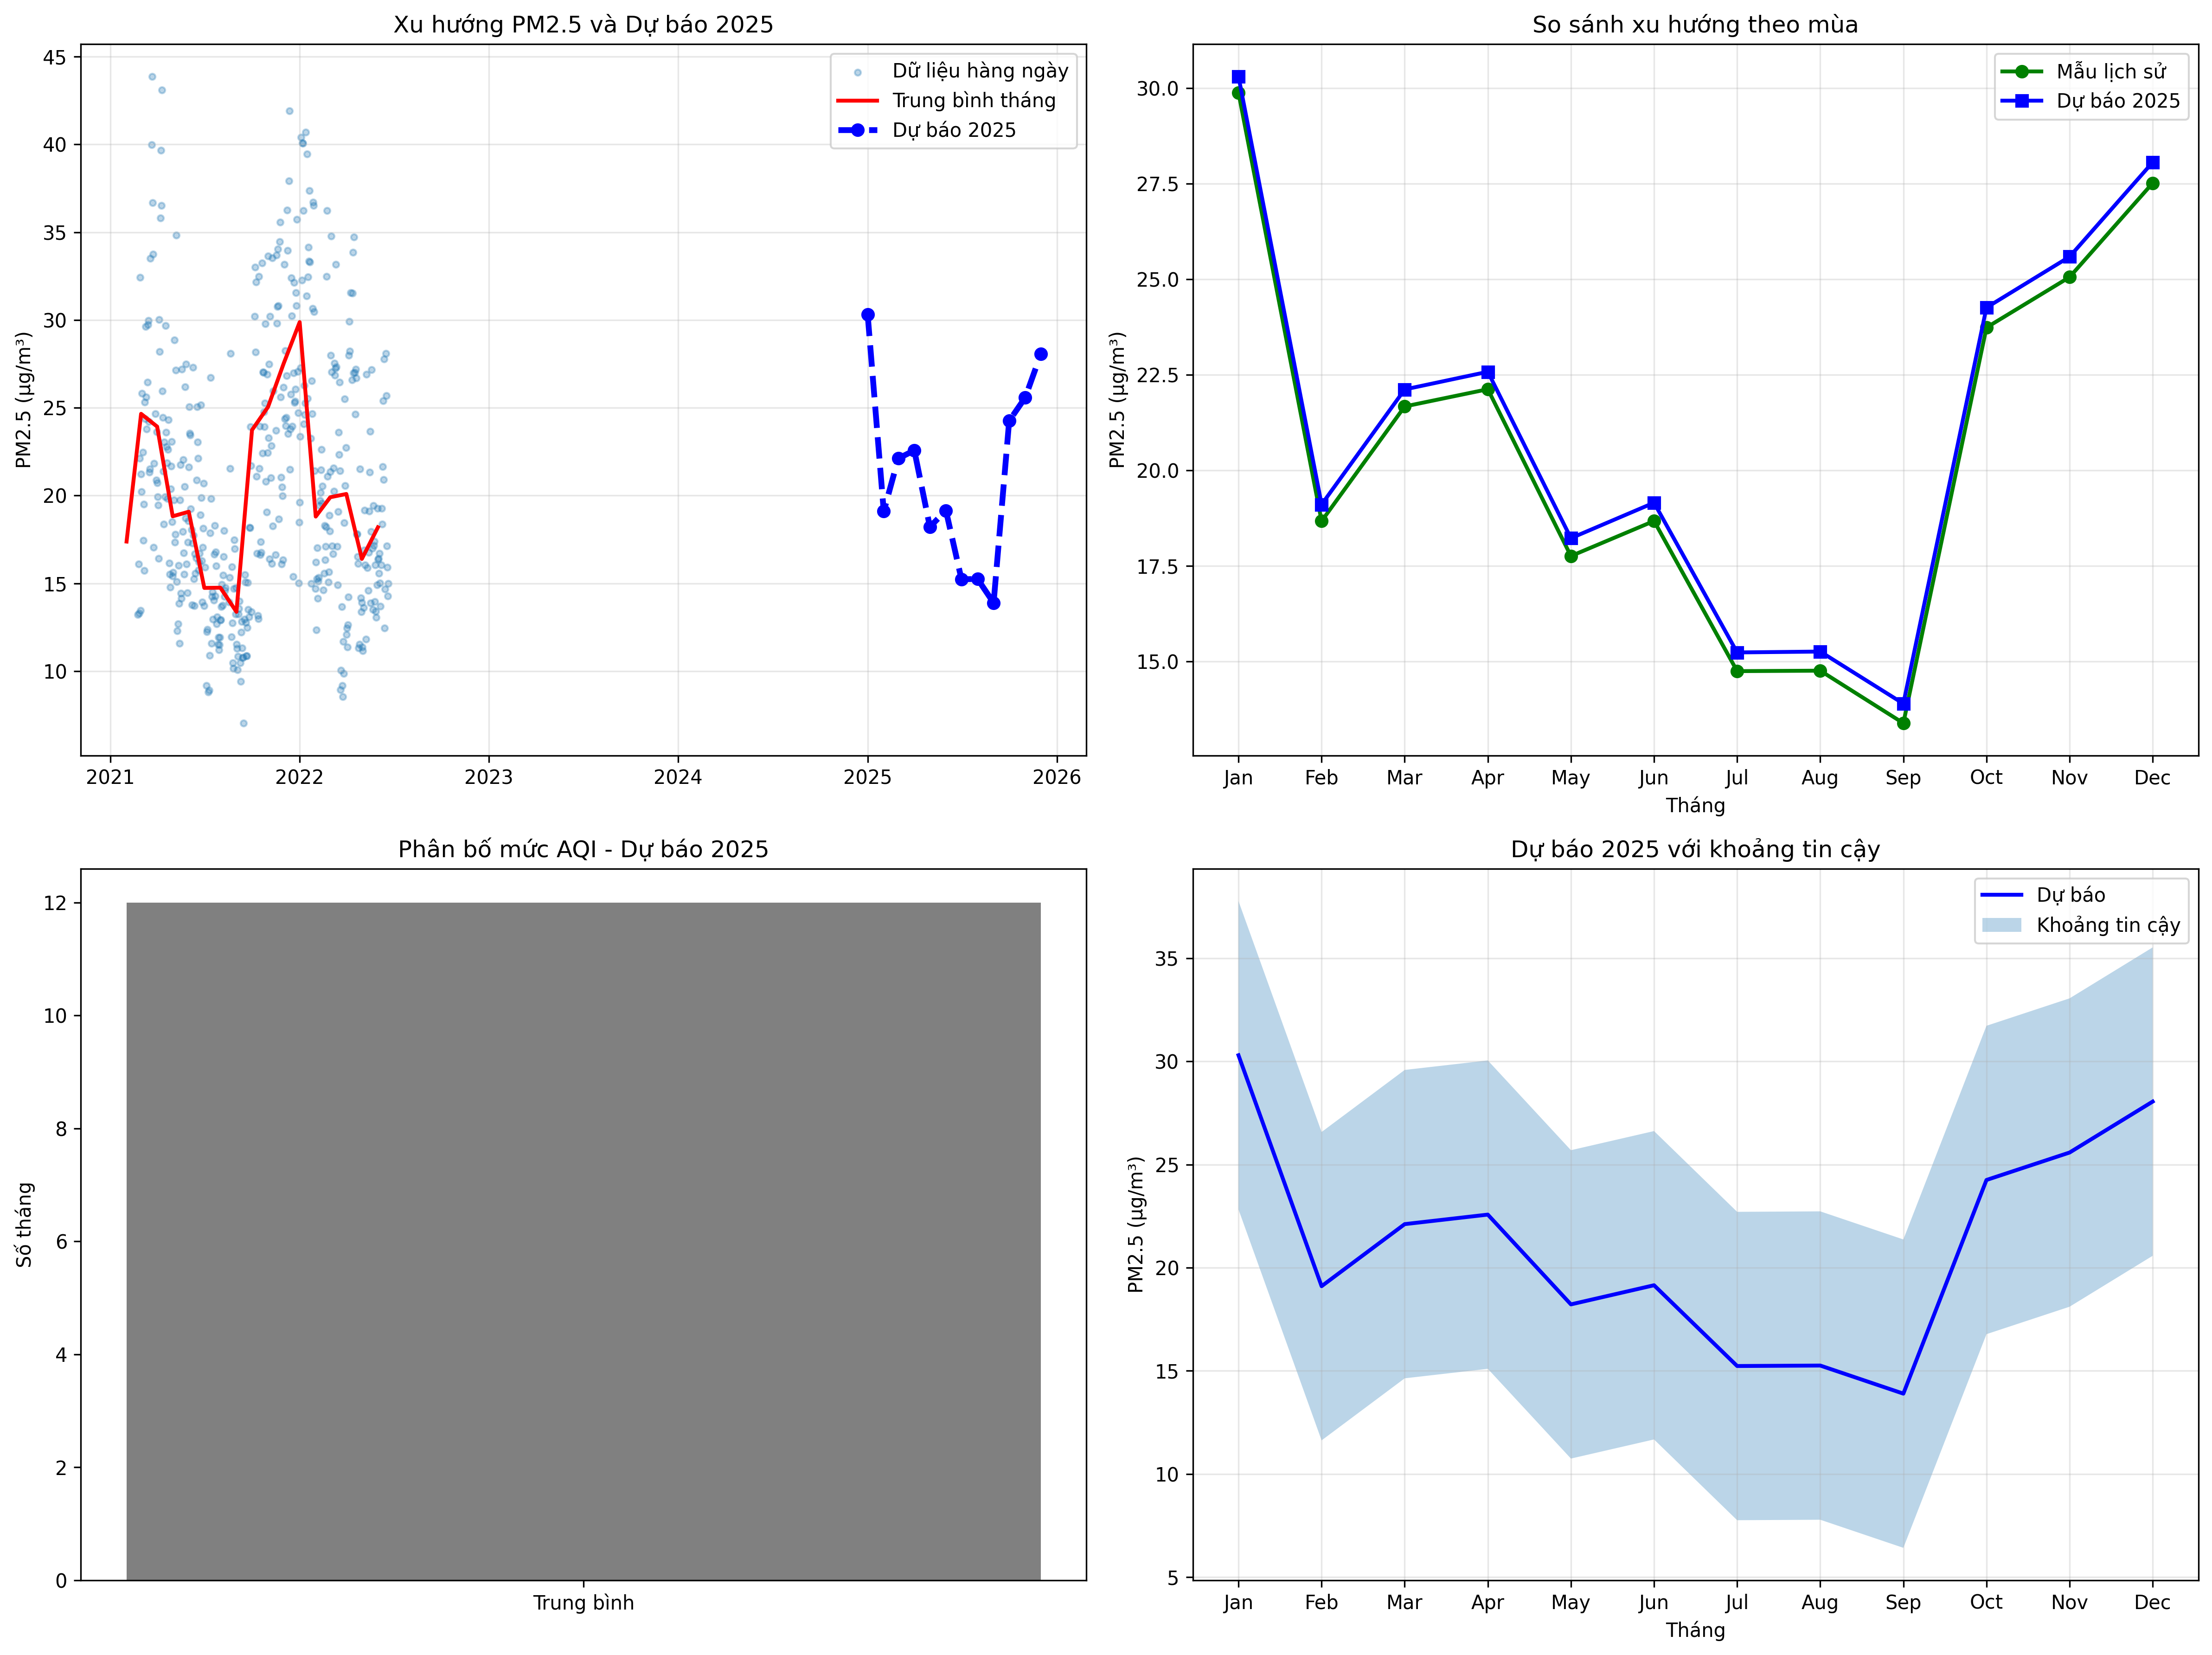 Xu hướng PM2.5 và Dự báo 2025
45
40
35
30
25
20
15
10
PM2.5 (µg/m³)
Dữ liệu hàng ngày
Trung bình tháng
Dự báo 2025
2021 2022 2023 2024 2025 2026
So sánh xu hướng theo mùa
30.0
27.5
25.0
22.5
20.0
17.5
15.0
PM2.5 (µg/m³)
Mẫu lịch sử
Dự báo 2025
Jan Feb Mar Apr May Jun Jul Aug Sep Oct Nov Dec
Tháng
Phân bố mức AQI - Dự báo 2025
12
10
8
6
4
2
0
Số tháng
Trung bình
Dự báo 2025 với khoảng tin cậy
35
30
25
20
15
10
5
PM2.5 (µg/m³)
Dự báo
Khoảng tin cậy
Jan Feb Mar Apr May Jun Jul Aug Sep Oct Nov Dec
Tháng